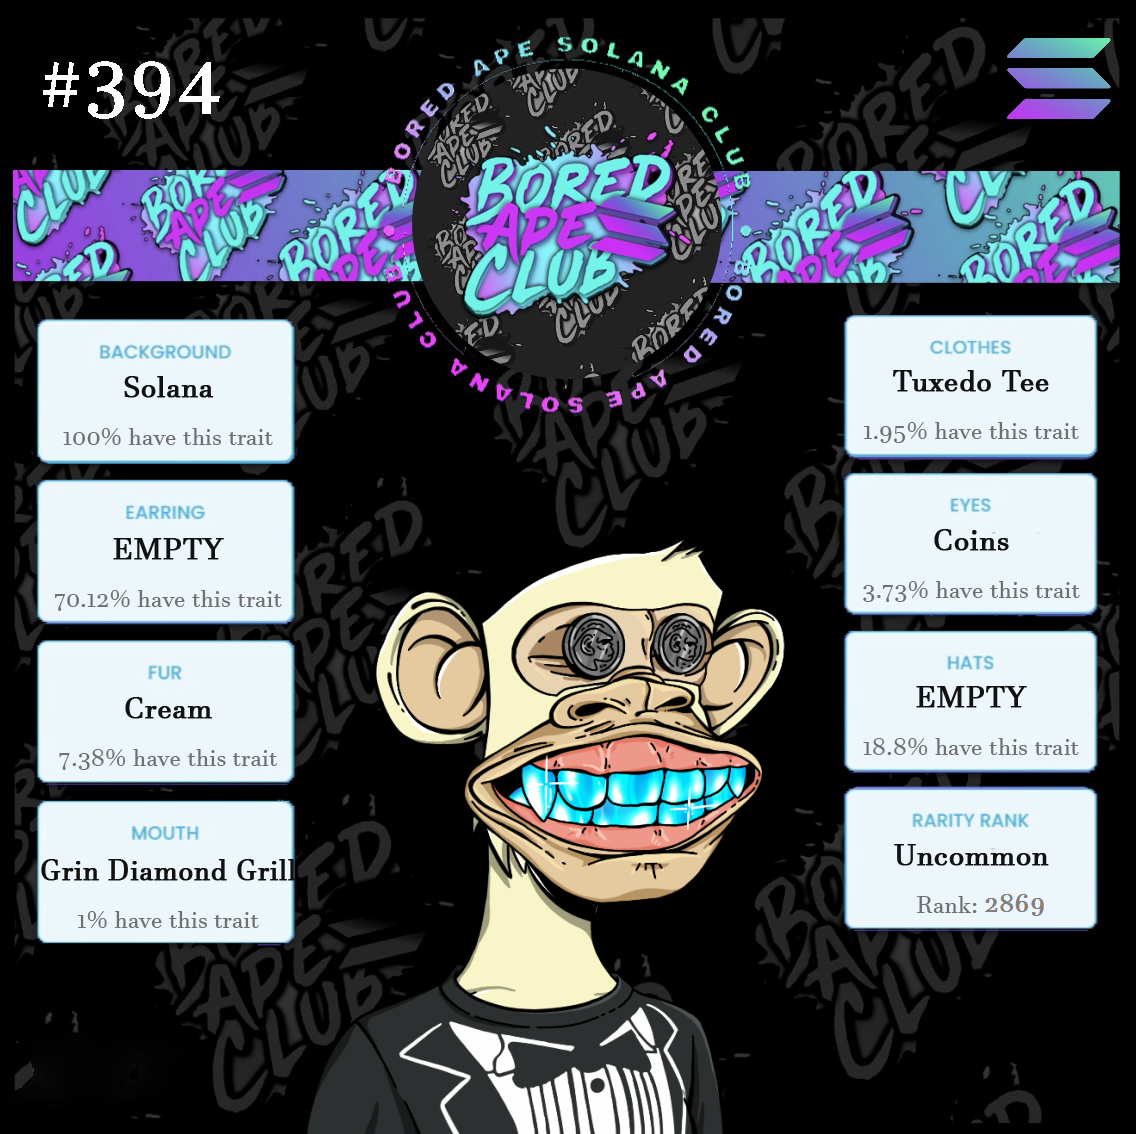 #394
BORED APE SOLANA CLUB
BORED APE SOLANA CLUB
BORED
APE
CLUB
BACKGROUND
Solana
100% have this trait
EARRING
EMPTY
70.12% have this trait
FUR
Cream
7.38% have this trait
MOUTH
Grin Diamond Grill
1% have this trait
CLOTHES
Tuxedo Tee
1.95% have this trait
EYES
Coins
3.73% have this trait
HATS
EMPTY
18.8% have this trait
RARITY RANK
Uncommon
Rank: 2869